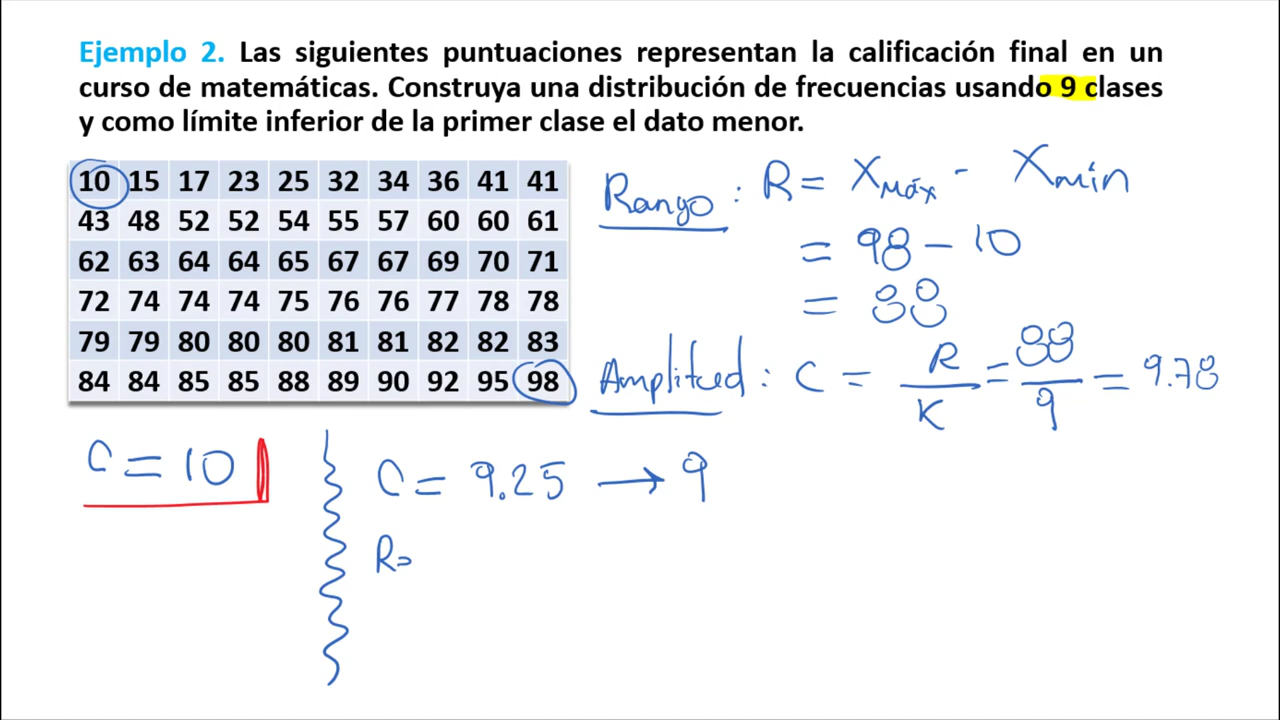 Ejemplo 2. Las siguientes puntuaciones representan la calificación final en un
curso de matemáticas. Construya una distribución de frecuencias usando 9 clases
y como límite inferior de la primer clase el dato menor.
10 15 17 23 25 32 34 36 41 41
43 48 52 52 54 55 57 60 60 61
62 63 64 64 65 67 67 69 70 71
72 74 74 74 75 76 76 77 78 78
79 79 80 80 80 81 81 82 82 83
84 84 85 85 88 89 90 92 95 98
Rango: R = Xmáx - Xmín
= 98 - 10
= 88
Amplitud: C = R/K = 88/9 = 9.78
C = 10
C = 9.25 → 9
R=